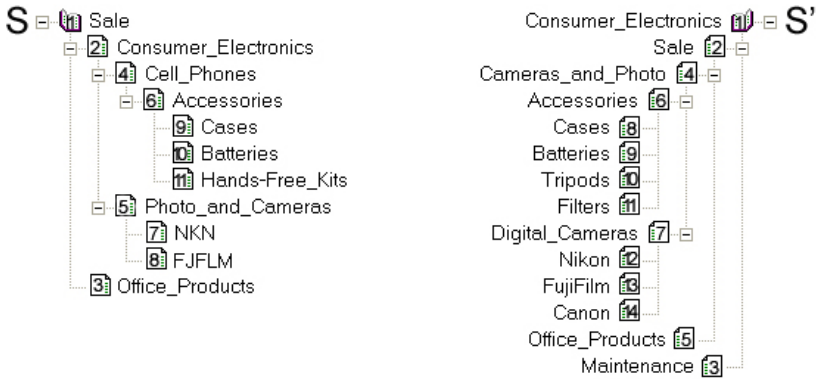 S 1 Sale
2 Consumer_Electronics
4 Cell_Phones
6 Accessories
9 Cases
10 Batteries
11 Hands-Free_Kits
5 Photo_and_Cameras
7 NKN
8 FJFLM
3 Office_Products
Consumer_Electronics 1 S’
Sale 2
Cameras_and_Photo 4
Accessories 6
Cases 8
Batteries 9
Tripods 10
Filters 11
Digital_Cameras 7
Nikon 12
FujiFilm 13
Canon 14
Office_Products 5
Maintenance 3